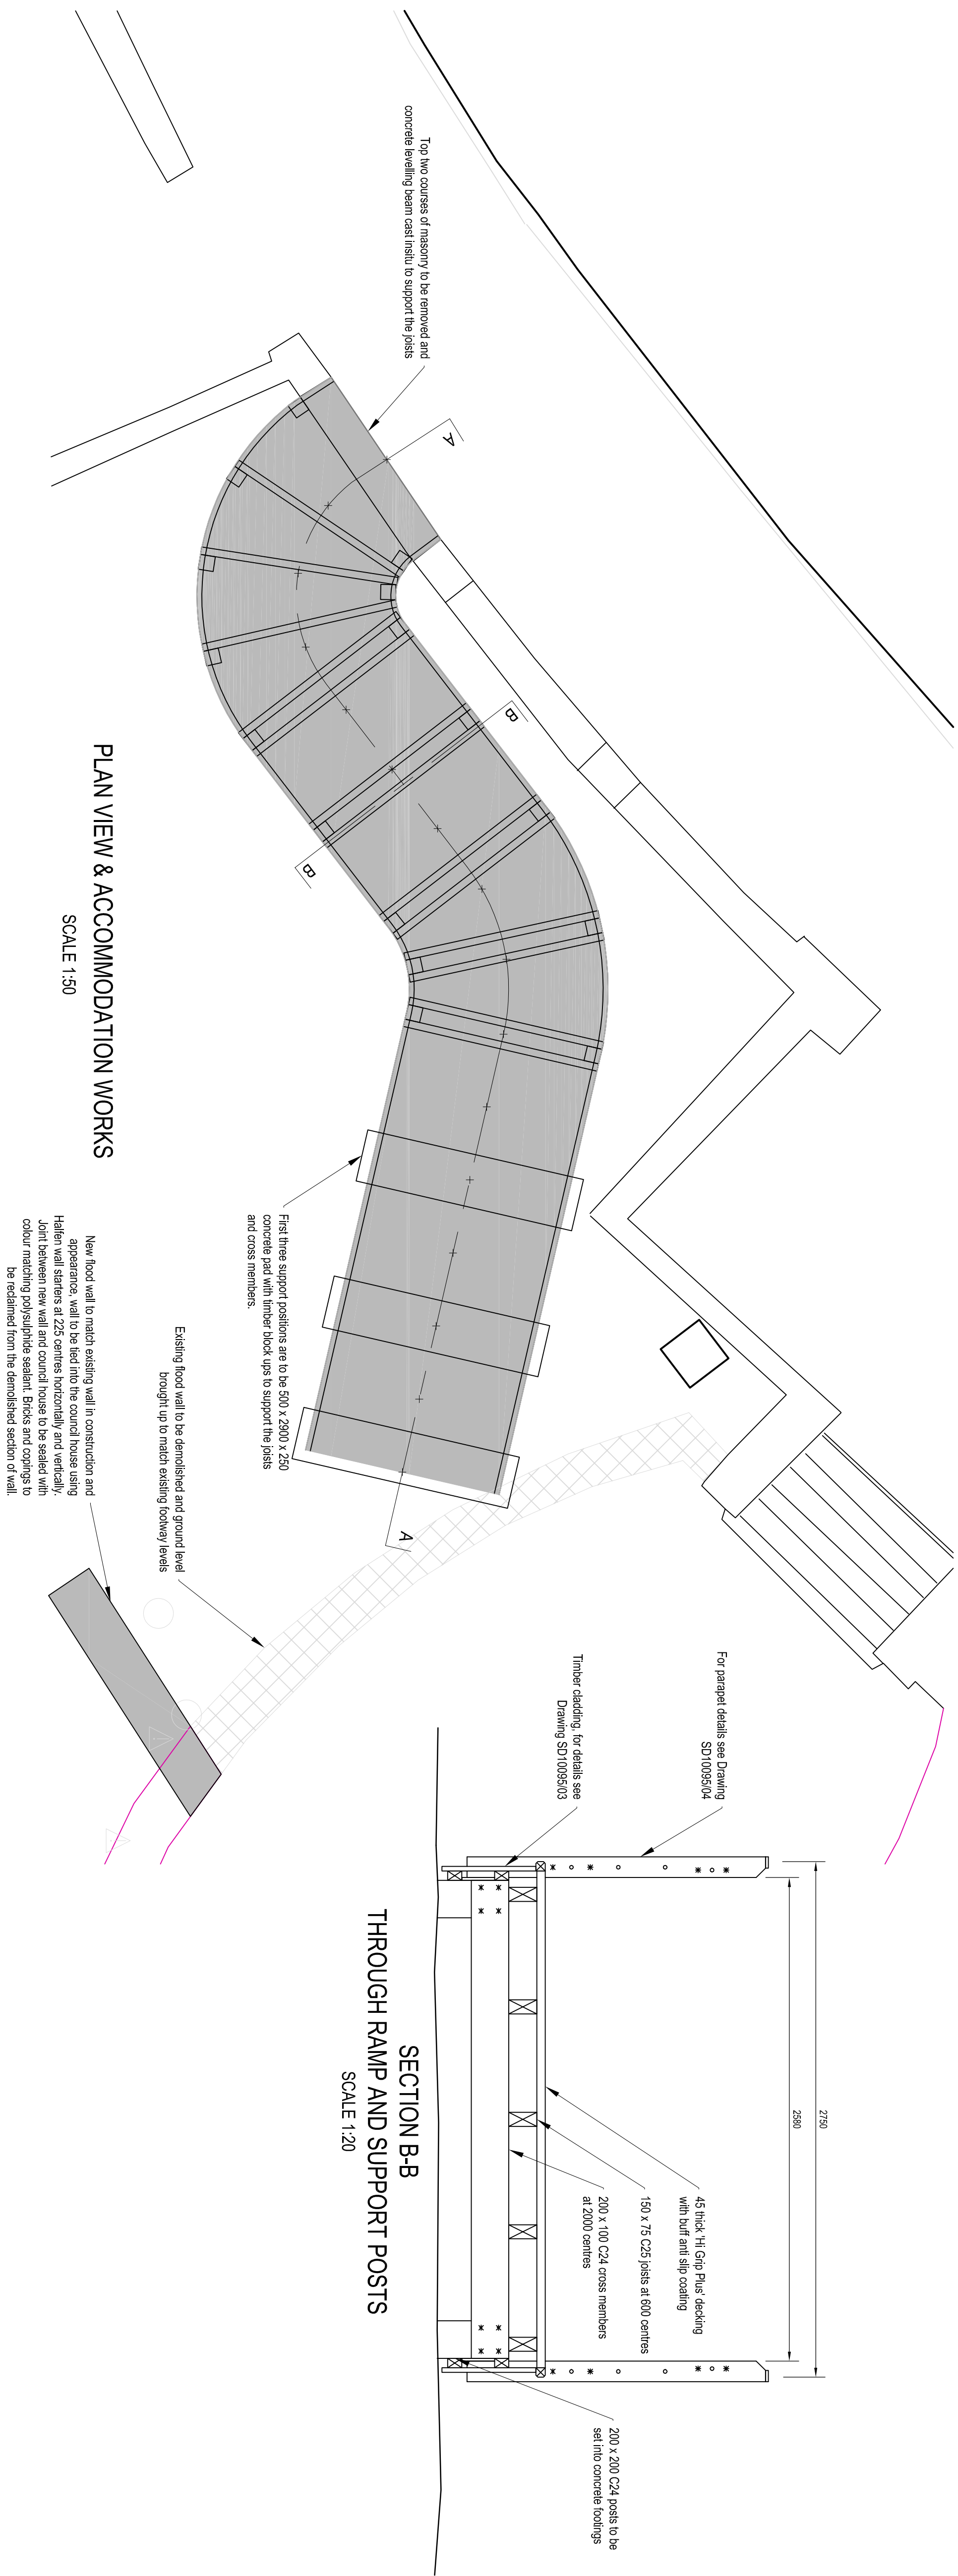 Top two courses of masonry to be removed and
concrete levelling beam cast insitu to support the joists
A
B
B
A
First three support positions are to be 500 x 2900 x 250
concrete pad with timber block ups to support the joists
and cross members.
Existing flood wall to be demolished and ground level
brought up to match existing footway levels
New flood wall to match existing wall in construction and
appearance, wall to be tied into the council house using
Halfen wall starters at 225 centres horizontally and vertically.
Joint between new wall and council house to be sealed with
colour matching polysulphide sealant. Bricks and copings to
be reclaimed from the demolished section of wall.
PLAN VIEW & ACCOMMODATION WORKS
SCALE 1:50
For parapet details see Drawing
SD10095/04
Timber cladding, for details see
Drawing SD10095/03
2750
2580
45 thick 'Hi Grip Plus' decking
with buff anti slip coating
150 x 75 C25 joists at 600 centres
200 x 100 C24 cross members
at 2000 centres
200 x 200 C24 posts to be
set into concrete footings
SECTION B-B
THROUGH RAMP AND SUPPORT POSTS
SCALE 1:20